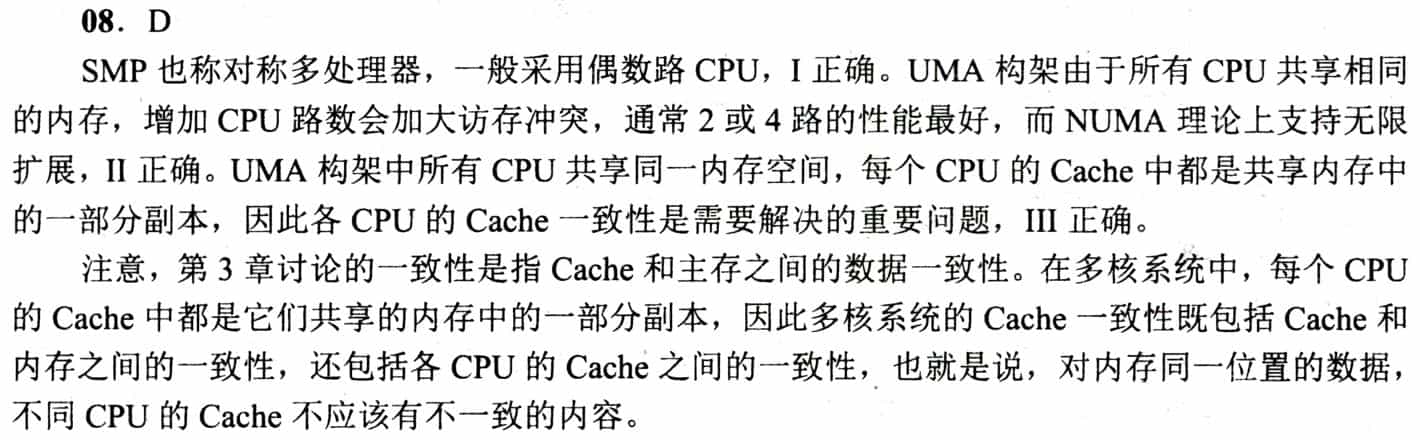 08. D
SMP 也称对称多处理器，一般采用偶数路 CPU，I 正确。UMA 构架由于所有 CPU 共享相同
的内存，增加 CPU 路数会加大访存冲突，通常 2 或 4 路的性能最好，而 NUMA 理论上支持无限
扩展，II 正确。UMA 构架中所有 CPU 共享同一内存空间，每个 CPU 的 Cache 中都是共享内存中
的一部分副本，因此各 CPU 的 Cache 一致性是需要解决的重要问题，III 正确。
注意，第 3 章讨论的一致性是指 Cache 和主存之间的数据一致性。在多核系统中，每个 CPU
的 Cache 中都是它们共享的内存中的一部分副本，因此多核系统的 Cache 一致性既包括 Cache 和
内存之间的一致性，还包括各 CPU 的 Cache 之间的一致性，也就是说，对内存同一位置的数据，
不同 CPU 的 Cache 不应该有不一致的内容。